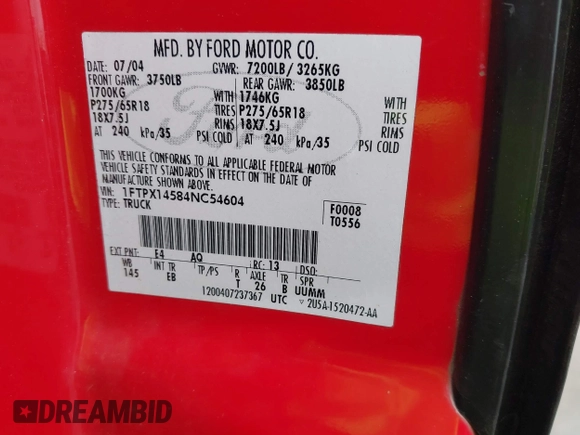 MFD. BY FORD MOTOR CO.
DATE: 07/04 GVWR: 7200LB/ 3265KG
FRONT GAWR: 3750LB REAR GAWR: 3850LB
1700KG WITH 1746KG WITH
P275/65R18 TIRES P275/65R18 TIRES
18X7.5J RIMS 18X7.5J RIMS
AT 240 kPa/35 PSI COLD AT 240 kPa/35 PSI COLD
THIS VEHICLE CONFORMS TO ALL APPLICABLE FEDERAL MOTOR
VEHICLE SAFETY STANDARDS IN EFFECT ON THE DATE OF
MANUFACTURE SHOWN ABOVE.
VIN: 1FTPX14584NC54604
TYPE: TRUCK
F0008
T0556
EXT PNT: E4 AQ RC: 13 DSO:
WB INT TR TP/PS R AXLE TR SPR
145 EB T 26 B UUMM
1200407237367 UTC 2U5A-1520472-AA
Ford
DREAMBID